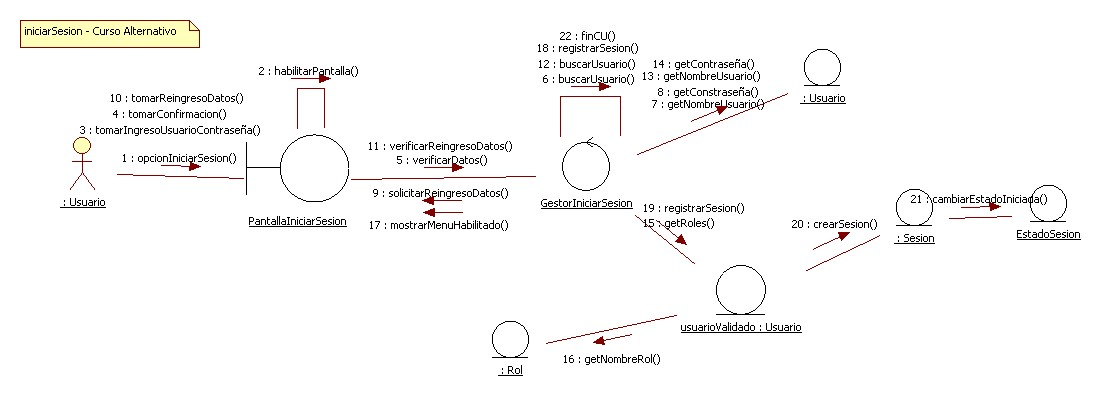 iniciarSesion - Curso Alternativo
22 : finCU()
18 : registrarSesion()
12 : buscarUsuario()
6 : buscarUsuario()
14 : getContraseña()
13 : getNombreUsuario()
8 : getConstraseña()
7 : getNombreUsuario()
: Usuario
2 : habilitarPantalla()
10 : tomarReingresoDatos()
4 : tomarConfirmacion()
3 : tomarIngresoUsuarioContraseña()
1 : opcionIniciarSesion()
: Usuario
PantallaIniciarSesion
11 : verificarReingresoDatos()
5 : verificarDatos()
9 : solicitarReingresoDatos()
17 : mostrarMenuHabilitado()
GestorIniciarSesion
19 : registrarSesion()
15 : getRoles()
20 : crearSesion()
: Sesion
21 : cambiarEstadoIniciada()
EstadoSesion
usuarioValidado : Usuario
16 : getNombreRol()
: Rol